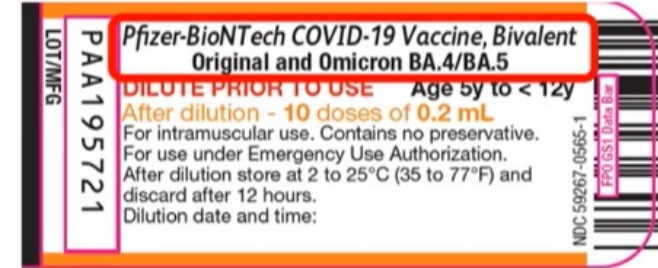 LOT/MFG
PAA195721
Pfizer-BioNTech COVID-19 Vaccine, Bivalent
Original and Omicron BA.4/BA.5
DILUTE PRIOR TO USE Age 5y to < 12y
After dilution - 10 doses of 0.2 mL
For intramuscular use. Contains no preservative.
For use under Emergency Use Authorization.
After dilution store at 2 to 25°C (35 to 77°F) and
discard after 12 hours.
Dilution date and time:
NDC 59267-0565-1
FPO GS1 Data Bar